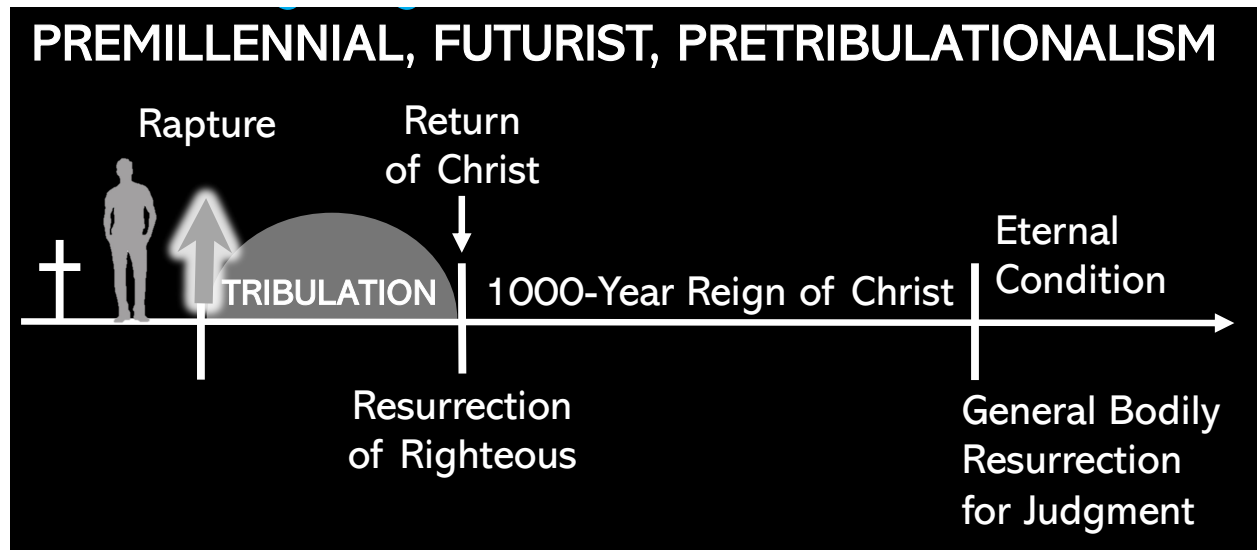 PREMILLENNIAL, FUTURIST, PRETRIBULATIONALISM
Rapture
Return
of Christ
TRIBULATION
1000-Year Reign of Christ
Eternal
Condition
Resurrection
of Righteous
General Bodily
Resurrection
for Judgment